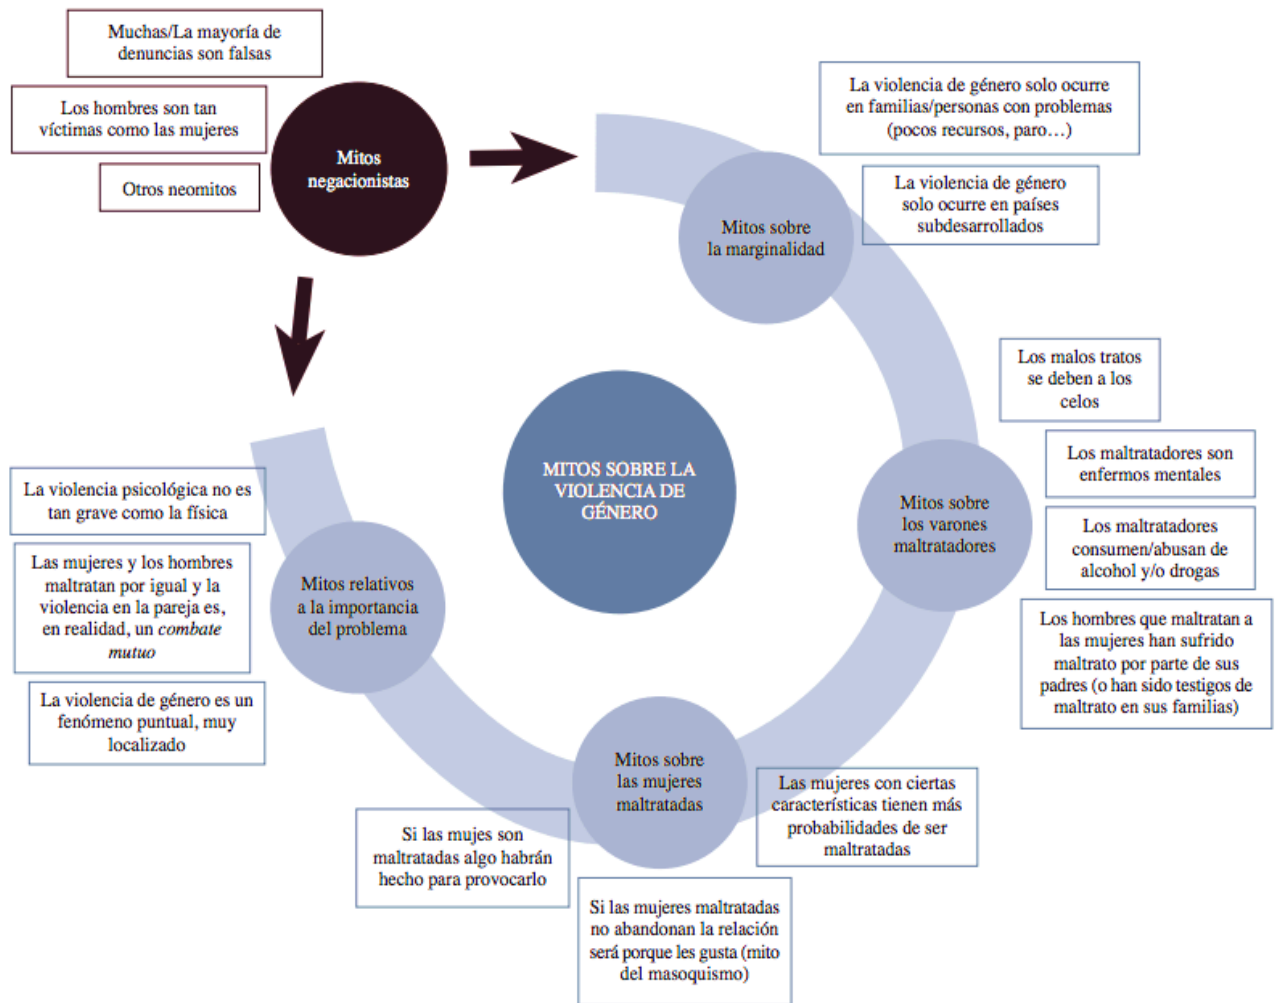 Muchas/La mayoría de
denuncias son falsas
Los hombres son tan
víctimas como las mujeres
Otros neomitos
Mitos
negacionistas
La violencia de género solo ocurre
en familias/personas con problemas
(pocos recursos, paro…)
La violencia de género
solo ocurre en países
subdesarrollados
Mitos sobre
la marginalidad
Los malos tratos
se deben a los
celos
Los maltratadores son
enfermos mentales
Los maltratadores
consumen/abusan de
alcohol y/o drogas
Los hombres que maltratan a
las mujeres han sufrido
maltrato por parte de sus
padres (o han sido testigos de
maltrato en sus familias)
Mitos sobre
los varones
maltratadores
MITOS SOBRE LA
VIOLENCIA DE
GÉNERO
La violencia psicológica no es
tan grave como la física
Las mujeres y los hombres
maltratan por igual y la
violencia en la pareja es,
en realidad, un combate
mutuo
La violencia de género es un
fenómeno puntual, muy
localizado
Mitos relativos
a la importancia
del problema
Mitos sobre
las mujeres
maltratadas
Las mujeres con ciertas
características tienen más
probabilidades de ser
maltratadas
Si las mujes son
maltratadas algo habrán
hecho para provocarlo
Si las mujeres maltratadas
no abandonan la relación
será porque les gusta (mito
del masoquismo)